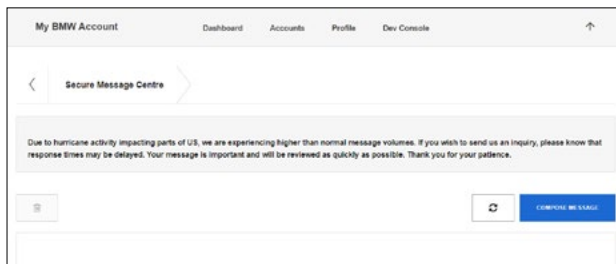 My BMW Account Dashboard Accounts Profile Dev Console
Secure Message Centre
Due to hurricane activity impacting parts of US, we are experiencing higher than normal message volumes. If you wish to send us an inquiry, please know that
response times may be delayed. Your message is important and will be reviewed as quickly as possible. Thank you for your patience.
COMPOSE MESSAGE